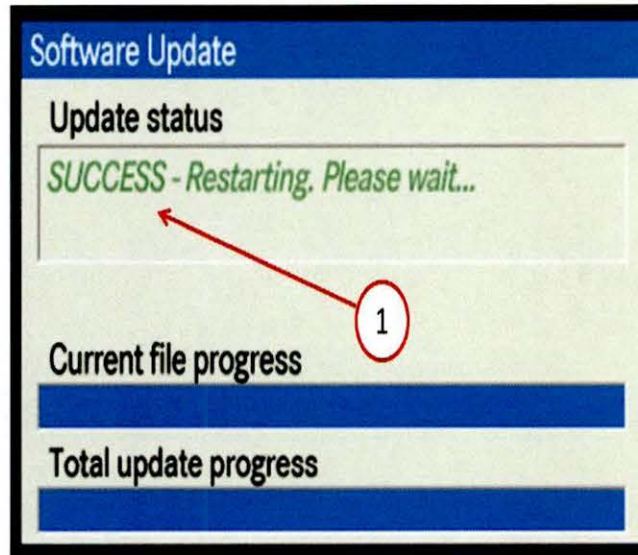 Software Update
Update status
SUCCESS - Restarting. Please wait...
1
Current file progress
Total update progress